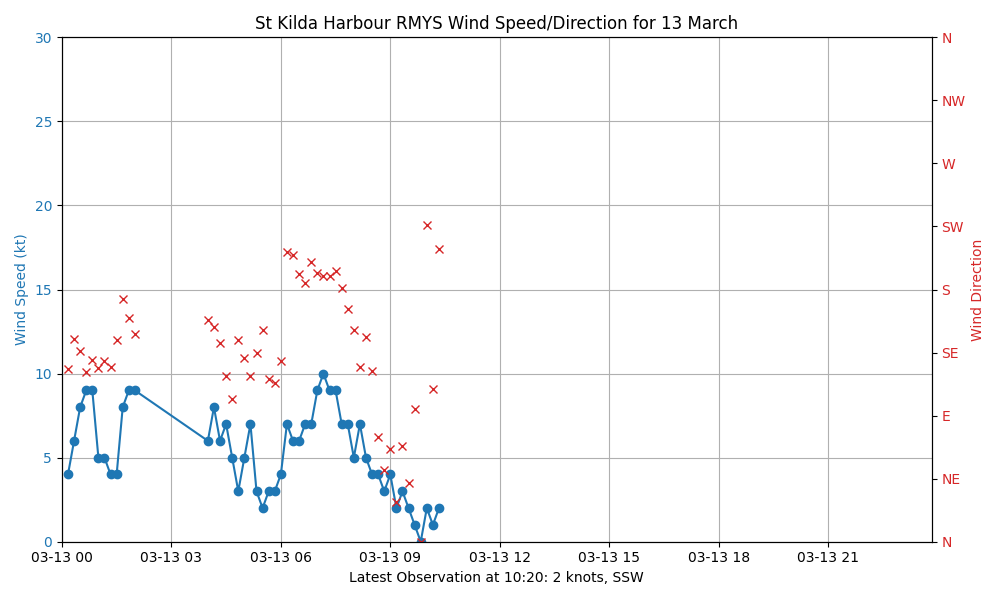 St Kilda Harbour RMYS Wind Speed/Direction for 13 March
30
25
20
15
10
5
0
Wind Speed (kt)
N
NW
W
SW
S
SE
E
NE
N
Wind Direction
03-13 00
03-13 03
03-13 06
03-13 09
03-13 12
03-13 15
03-13 18
03-13 21
Latest Observation at 10:20: 2 knots, SSW